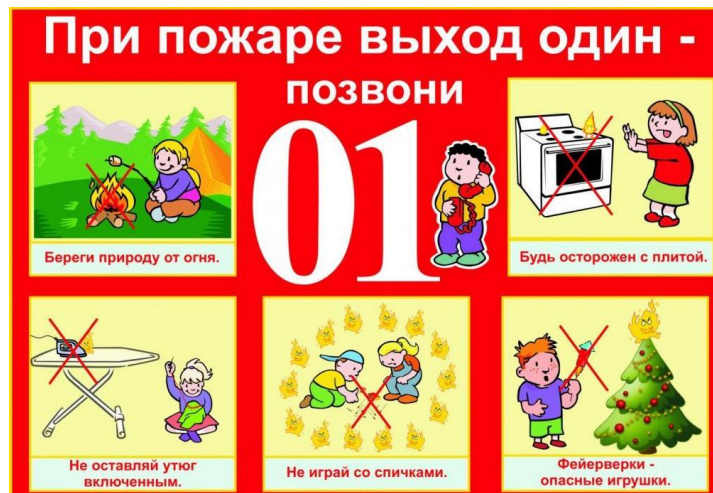 При пожаре выход один -
позвони
01
Береги природу от огня.
Будь осторожен с плитой.
Не оставляй утюг
включенным.
Не играй со спичками.
Фейерверки -
опасные игрушки.